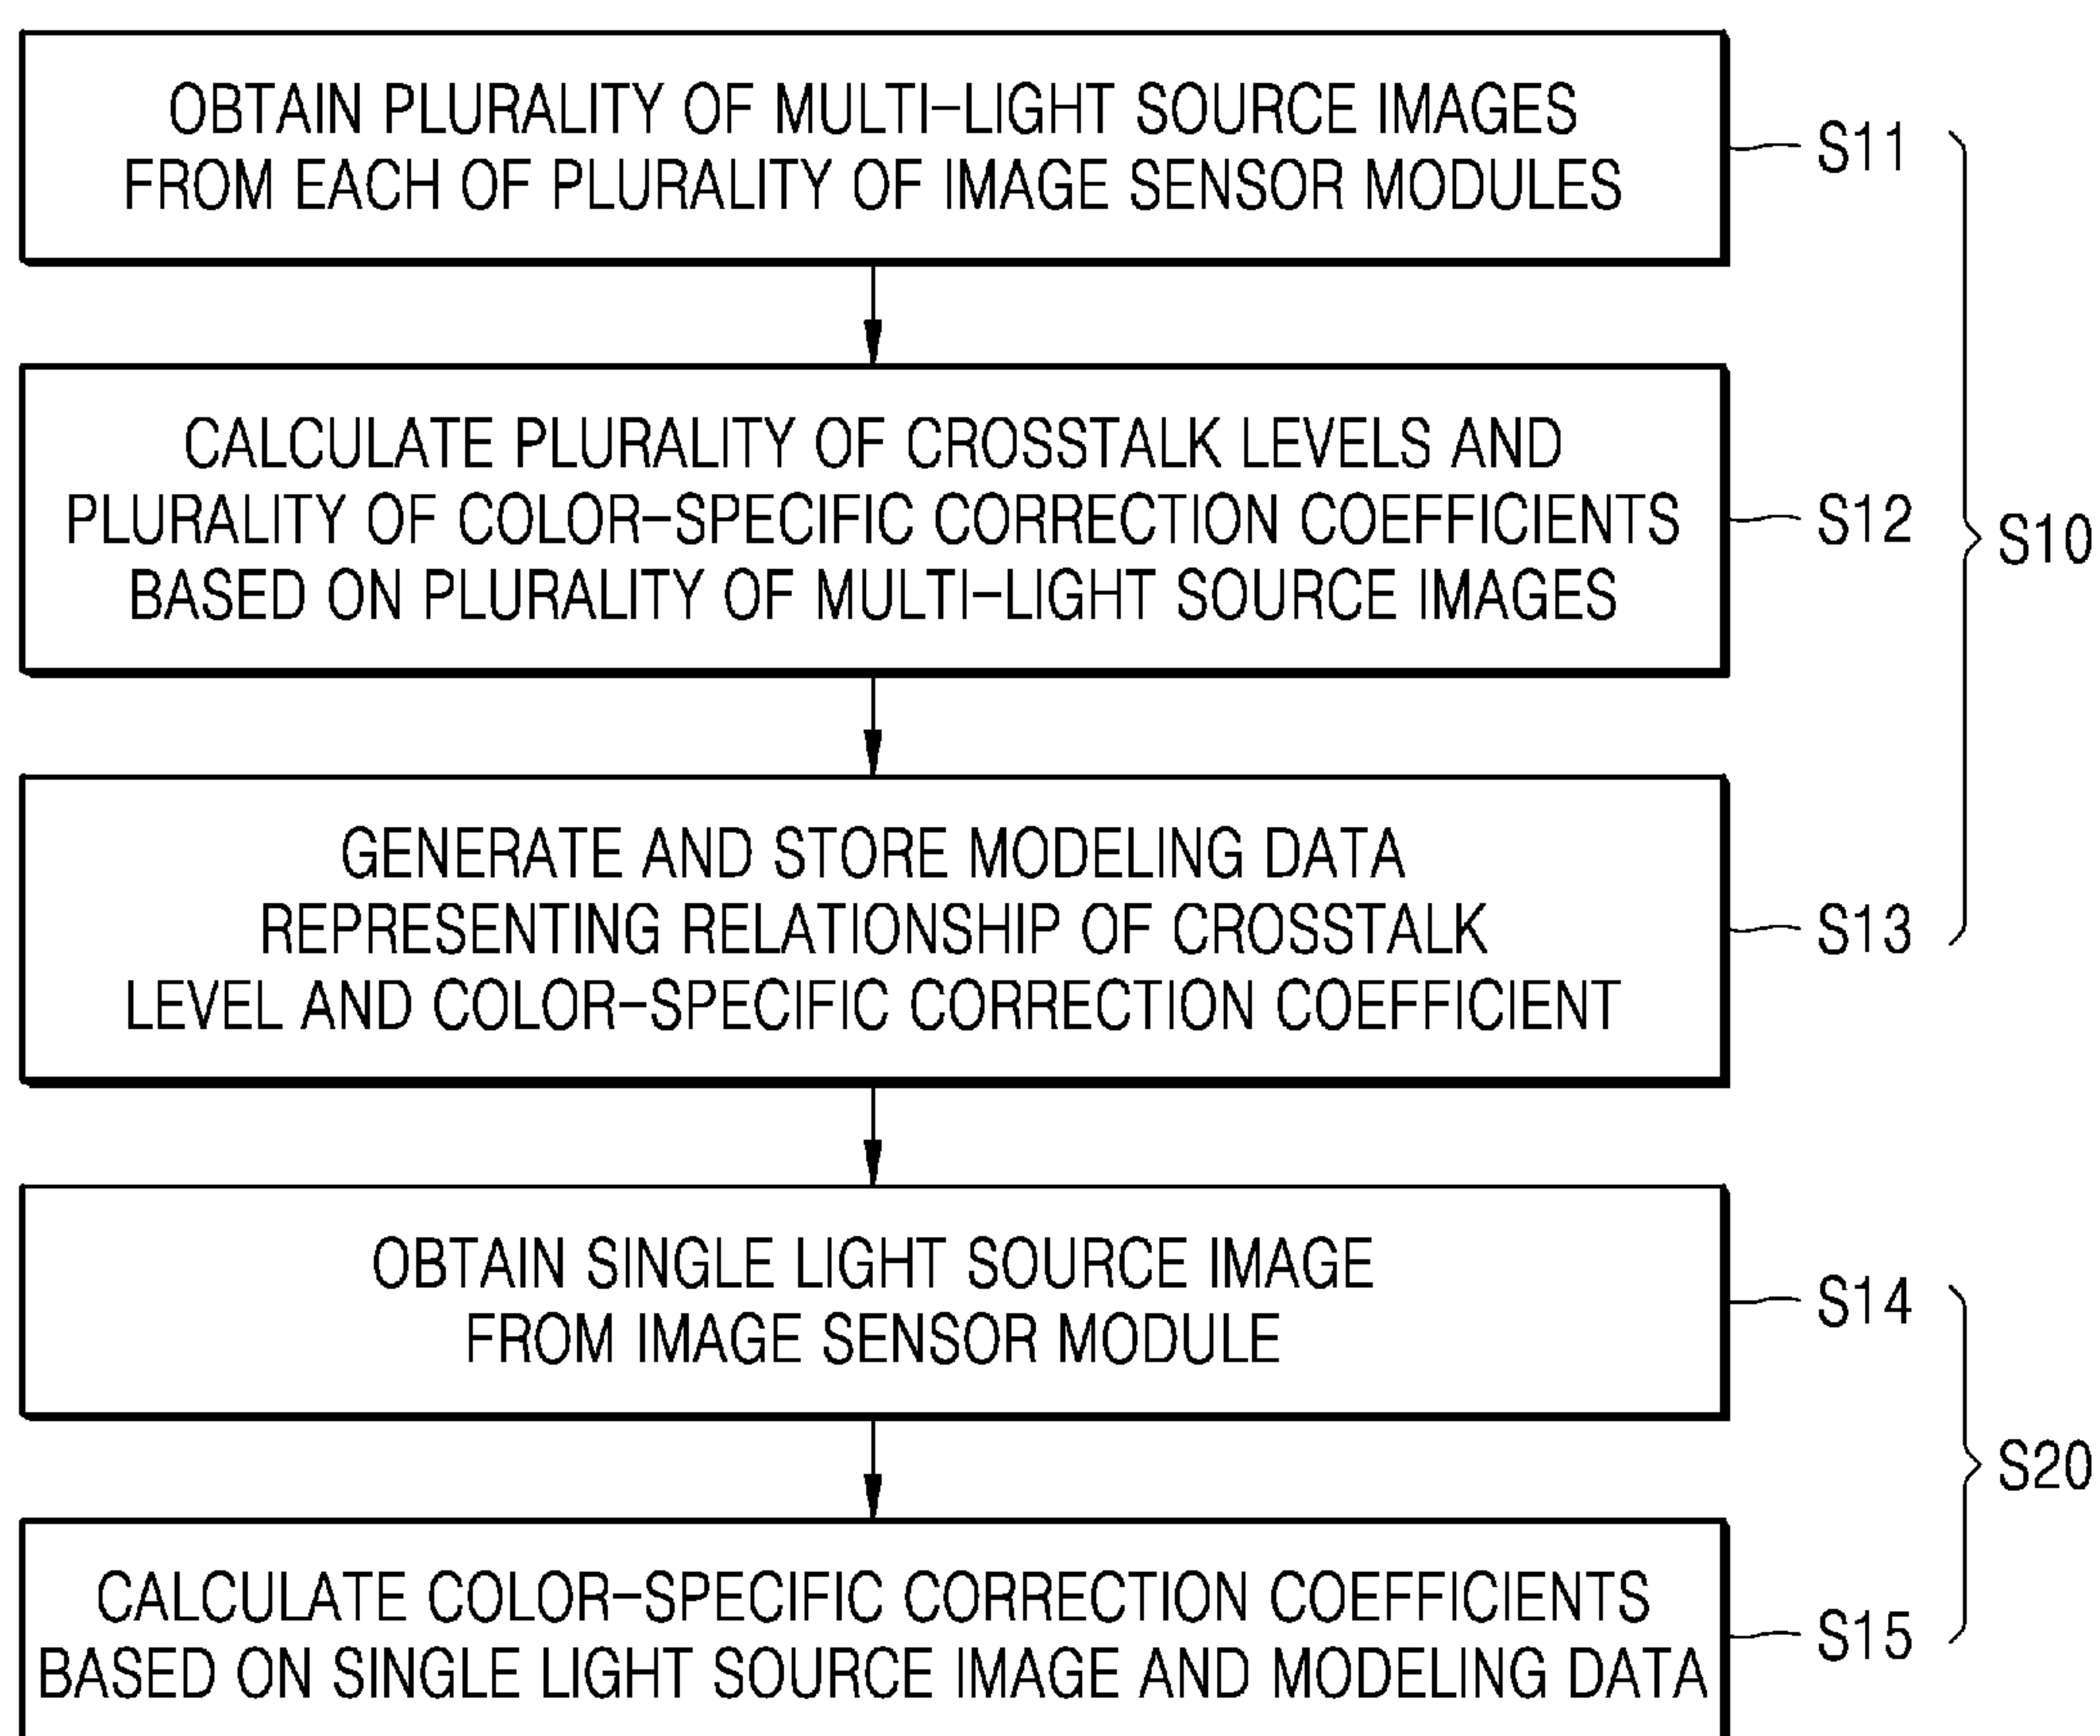 OBTAIN PLURALITY OF MULTI-LIGHT SOURCE IMAGES
FROM EACH OF PLURALITY OF IMAGE SENSOR MODULES
S11
CALCULATE PLURALITY OF CROSSTALK LEVELS AND
PLURALITY OF COLOR-SPECIFIC CORRECTION COEFFICIENTS
BASED ON PLURALITY OF MULTI-LIGHT SOURCE IMAGES
S12
S10
GENERATE AND STORE MODELING DATA
REPRESENTING RELATIONSHIP OF CROSSTALK
LEVEL AND COLOR-SPECIFIC CORRECTION COEFFICIENT
S13
OBTAIN SINGLE LIGHT SOURCE IMAGE
FROM IMAGE SENSOR MODULE
S14
S20
CALCULATE COLOR-SPECIFIC CORRECTION COEFFICIENTS
BASED ON SINGLE LIGHT SOURCE IMAGE AND MODELING DATA
S15